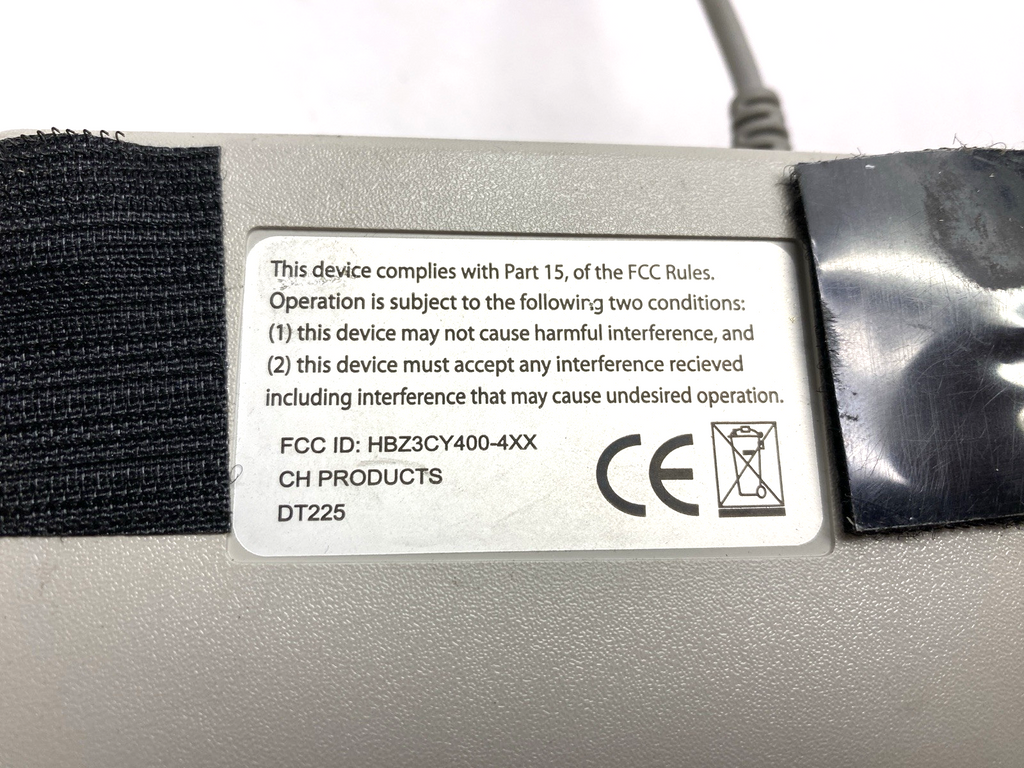 This device complies with Part 15, of the FCC Rules.
Operation is subject to the following two conditions:
(1) this device may not cause harmful interference, and
(2) this device must accept any interference recieved
including interference that may cause undesired operation.
FCC ID: HBZ3CY400-4XX
CH PRODUCTS
DT225
CE